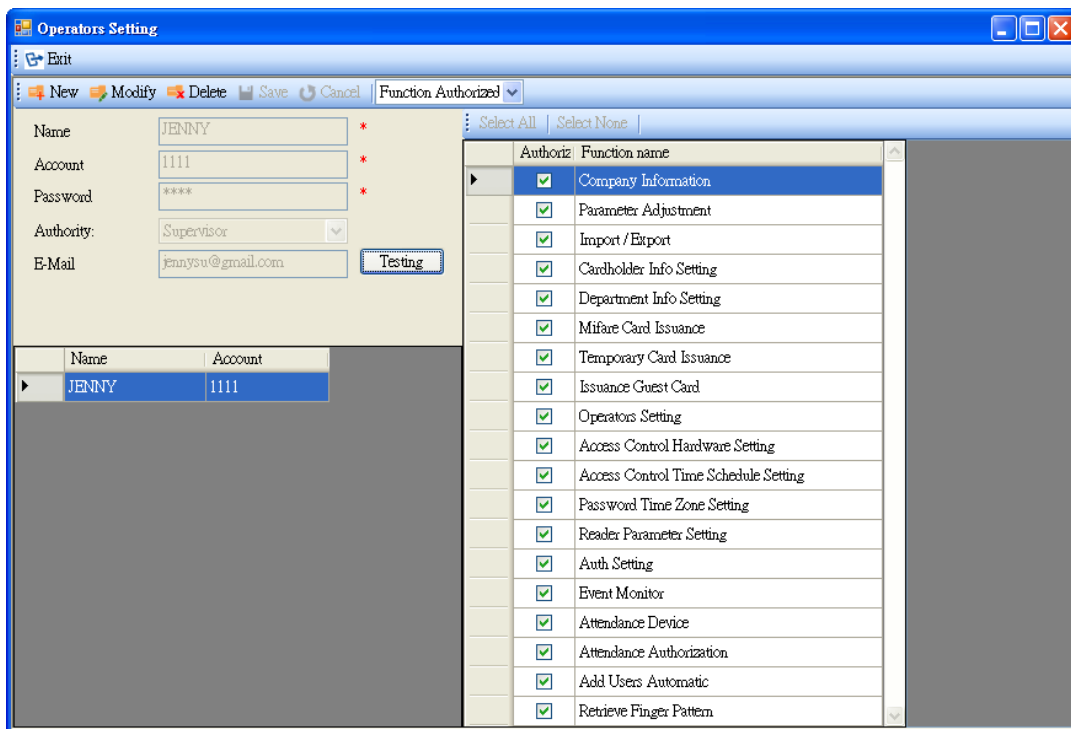 Operators Setting
Exit
New Modify Delete Save Cancel Function Authorized
Name JENNY *
Account 1111 *
Password **** *
Authority: Supervisor
E-Mail jennysu@gmail.com Testing
Name Account
JENNY 1111
Select All Select None
Authoriz Function name
Company Information
Parameter Adjustment
Import / Export
Cardholder Info Setting
Department Info Setting
Mifare Card Issuance
Temporary Card Issuance
Issuance Guest Card
Operators Setting
Access Control Hardware Setting
Access Control Time Schedule Setting
Password Time Zone Setting
Reader Parameter Setting
Auth Setting
Event Monitor
Attendance Device
Attendance Authorization
Add Users Automatic
Retrieve Finger Pattern